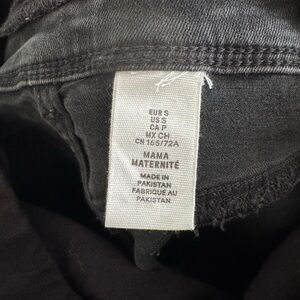 EUR S
US S
CA P
MX CH
CN 165/72A
MAMA
MATERNITÉ
MADE IN
PAKISTAN
FABRIQUÉ AU
PAKISTAN